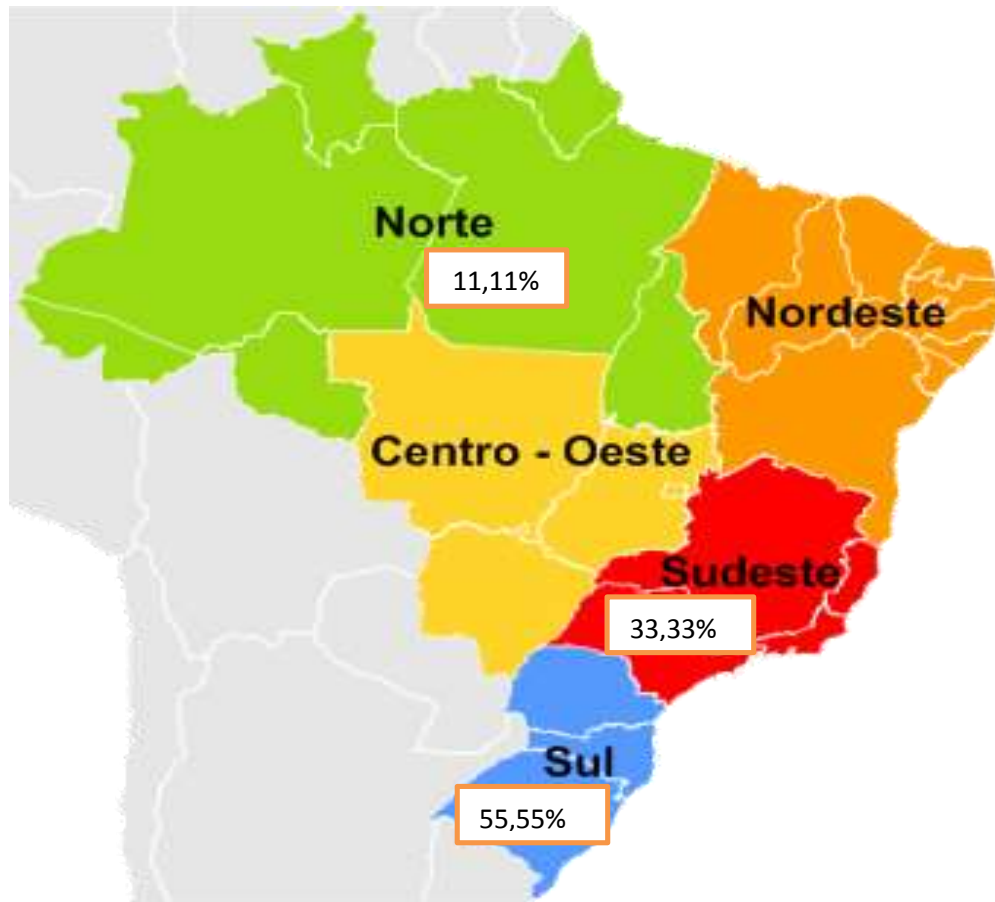 Norte
11,11%
Nordeste
Centro - Oeste
Sudeste
33,33%
Sul
55,55%